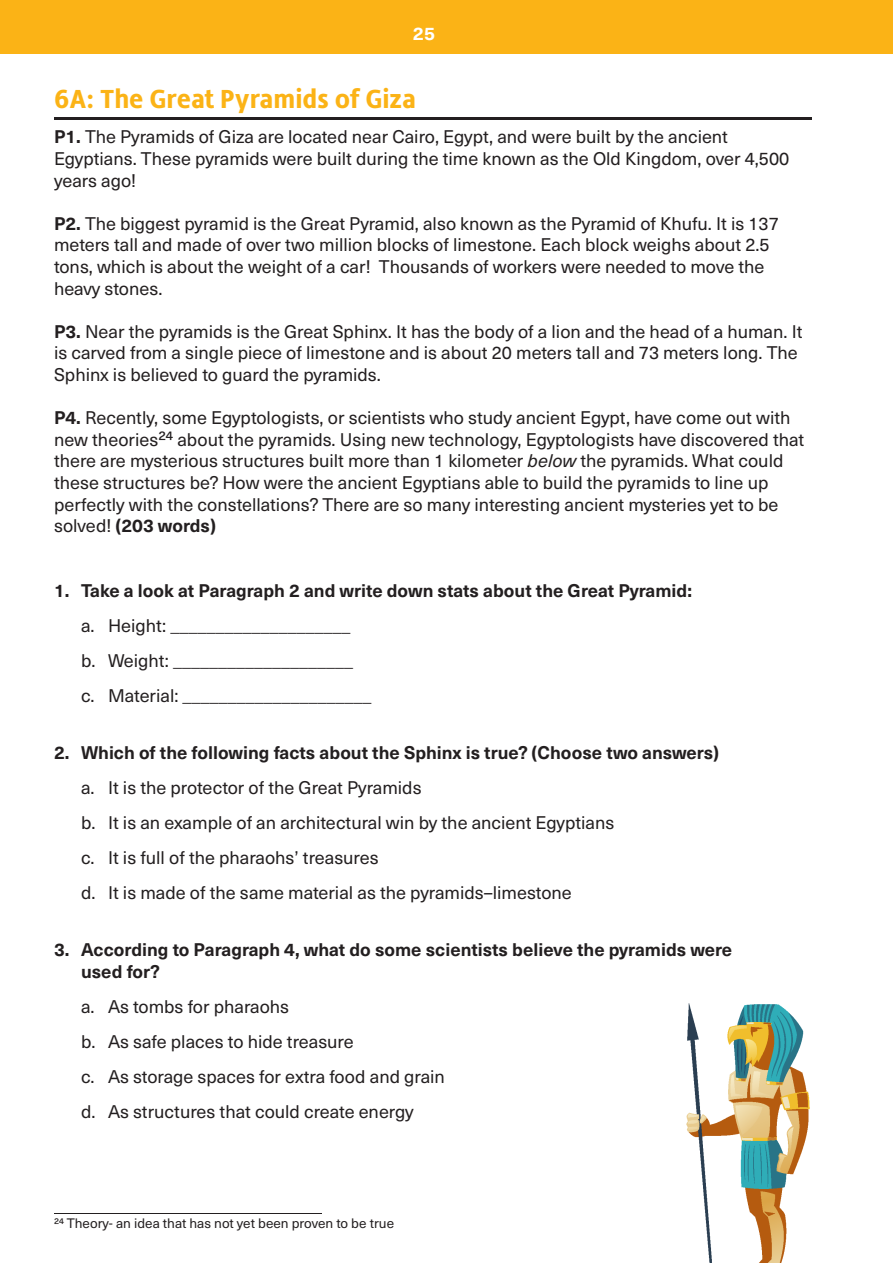 25
6A: The Great Pyramids of Giza
P1. The Pyramids of Giza are located near Cairo, Egypt, and were built by the ancient
Egyptians. These pyramids were built during the time known as the Old Kingdom, over 4,500
years ago!
P2. The biggest pyramid is the Great Pyramid, also known as the Pyramid of Khufu. It is 137
meters tall and made of over two million blocks of limestone. Each block weighs about 2.5
tons, which is about the weight of a car!  Thousands of workers were needed to move the
heavy stones.
P3. Near the pyramids is the Great Sphinx. It has the body of a lion and the head of a human. It
is carved from a single piece of limestone and is about 20 meters tall and 73 meters long. The
Sphinx is believed to guard the pyramids.
P4. Recently, some Egyptologists, or scientists who study ancient Egypt, have come out with
new theories²⁴ about the pyramids. Using new technology, Egyptologists have discovered that
there are mysterious structures built more than 1 kilometer below the pyramids. What could
these structures be? How were the ancient Egyptians able to build the pyramids to line up
perfectly with the constellations? There are so many interesting ancient mysteries yet to be
solved! (203 words)
1. Take a look at Paragraph 2 and write down stats about the Great Pyramid:
a. Height: ____________________
b. Weight: ____________________
c. Material: _____________________
2. Which of the following facts about the Sphinx is true? (Choose two answers)
a. It is the protector of the Great Pyramids
b. It is an example of an architectural win by the ancient Egyptians
c. It is full of the pharaohs’ treasures
d. It is made of the same material as the pyramids–limestone
3. According to Paragraph 4, what do some scientists believe the pyramids were
used for?
a. As tombs for pharaohs
b. As safe places to hide treasure
c. As storage spaces for extra food and grain
d. As structures that could create energy
²⁴ Theory- an idea that has not yet been proven to be true